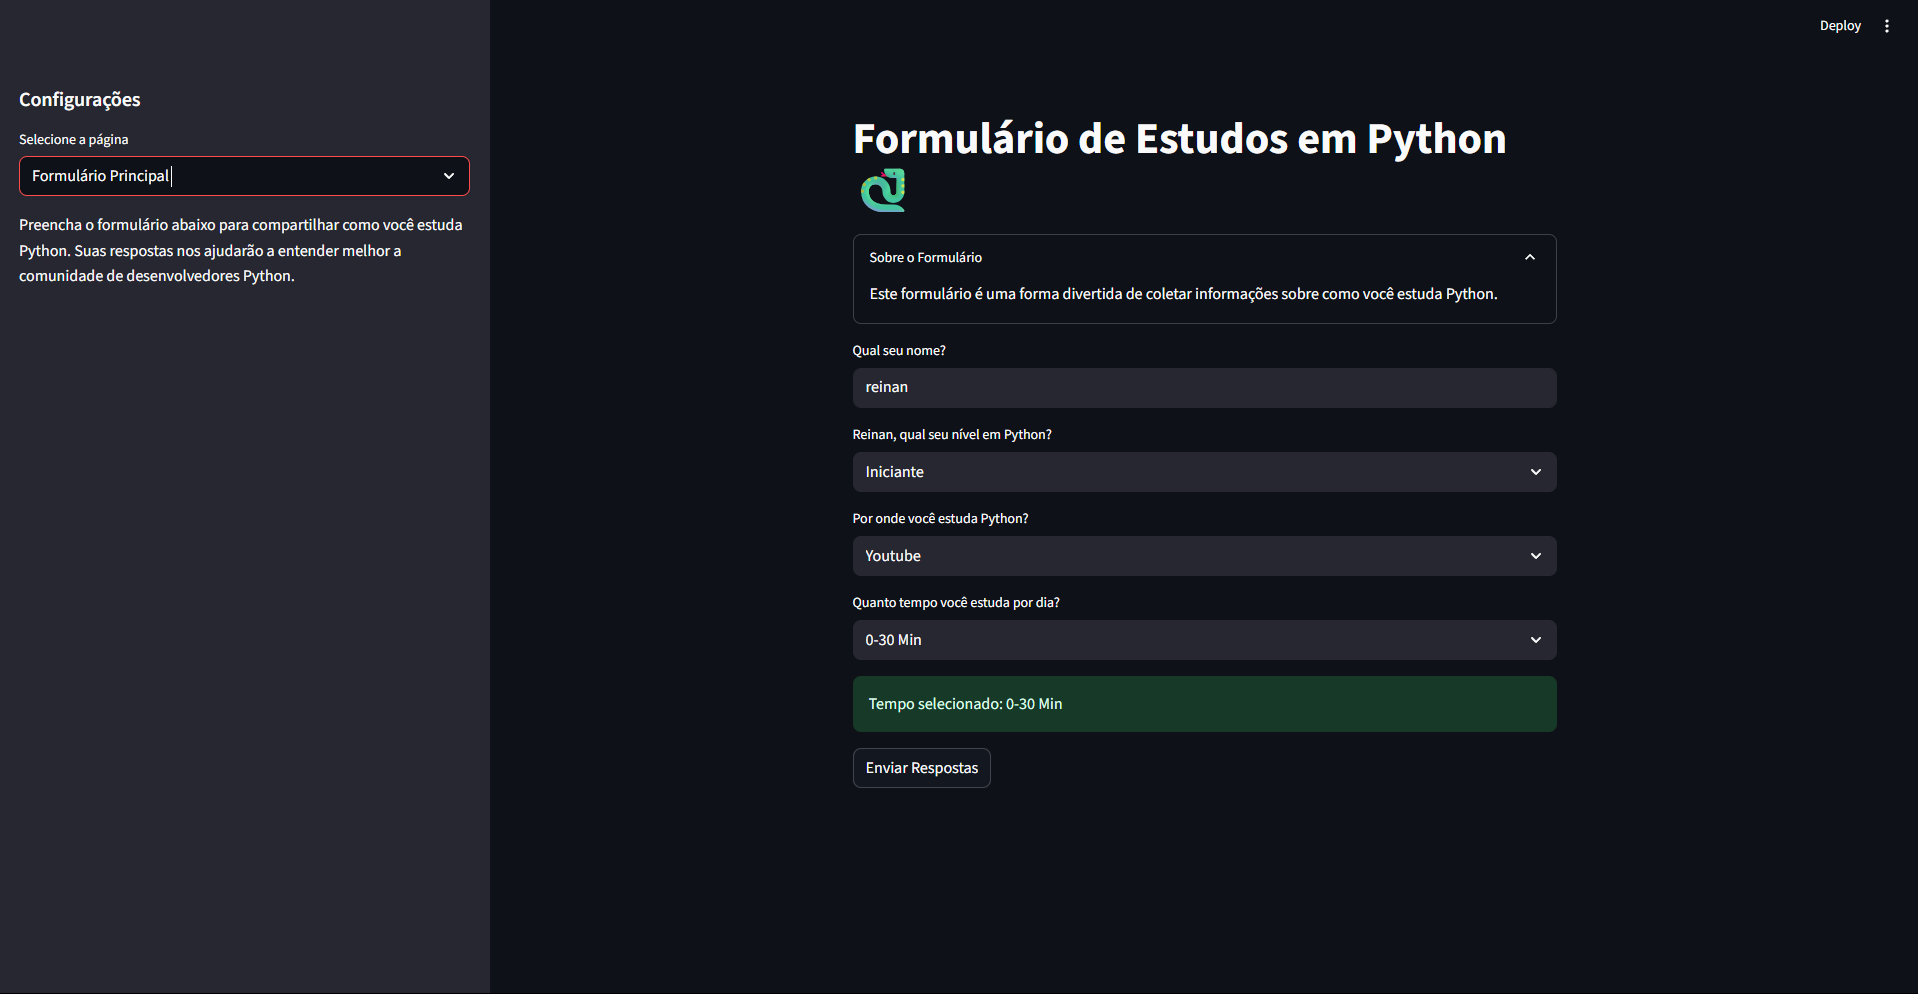 Deploy
Configurações
Selecione a página
Formulário Principal
Preencha o formulário abaixo para compartilhar como você estuda
Python. Suas respostas nos ajudarão a entender melhor a
comunidade de desenvolvedores Python.
Formulário de Estudos em Python
Sobre o Formulário
Este formulário é uma forma divertida de coletar informações sobre como você estuda Python.
Qual seu nome?
reinan
Reinan, qual seu nível em Python?
Iniciante
Por onde você estuda Python?
Youtube
Quanto tempo você estuda por dia?
0-30 Min
Tempo selecionado: 0-30 Min
Enviar Respostas